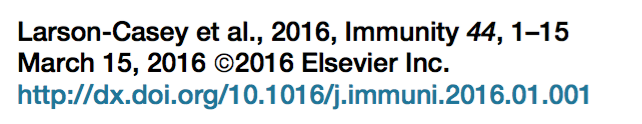 Larson-Casey et al., 2016, Immunity 44, 1–15
March 15, 2016 ©2016 Elsevier Inc.
http://dx.doi.org/10.1016/j.immuni.2016.01.001